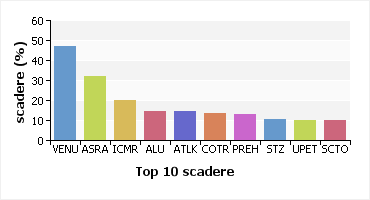 60
50
40
30
20
10
0
scadere (%)
VENU ASRA ICMR ALU ATLK COTR PREH STZ UPET SCTO
Top 10 scadere